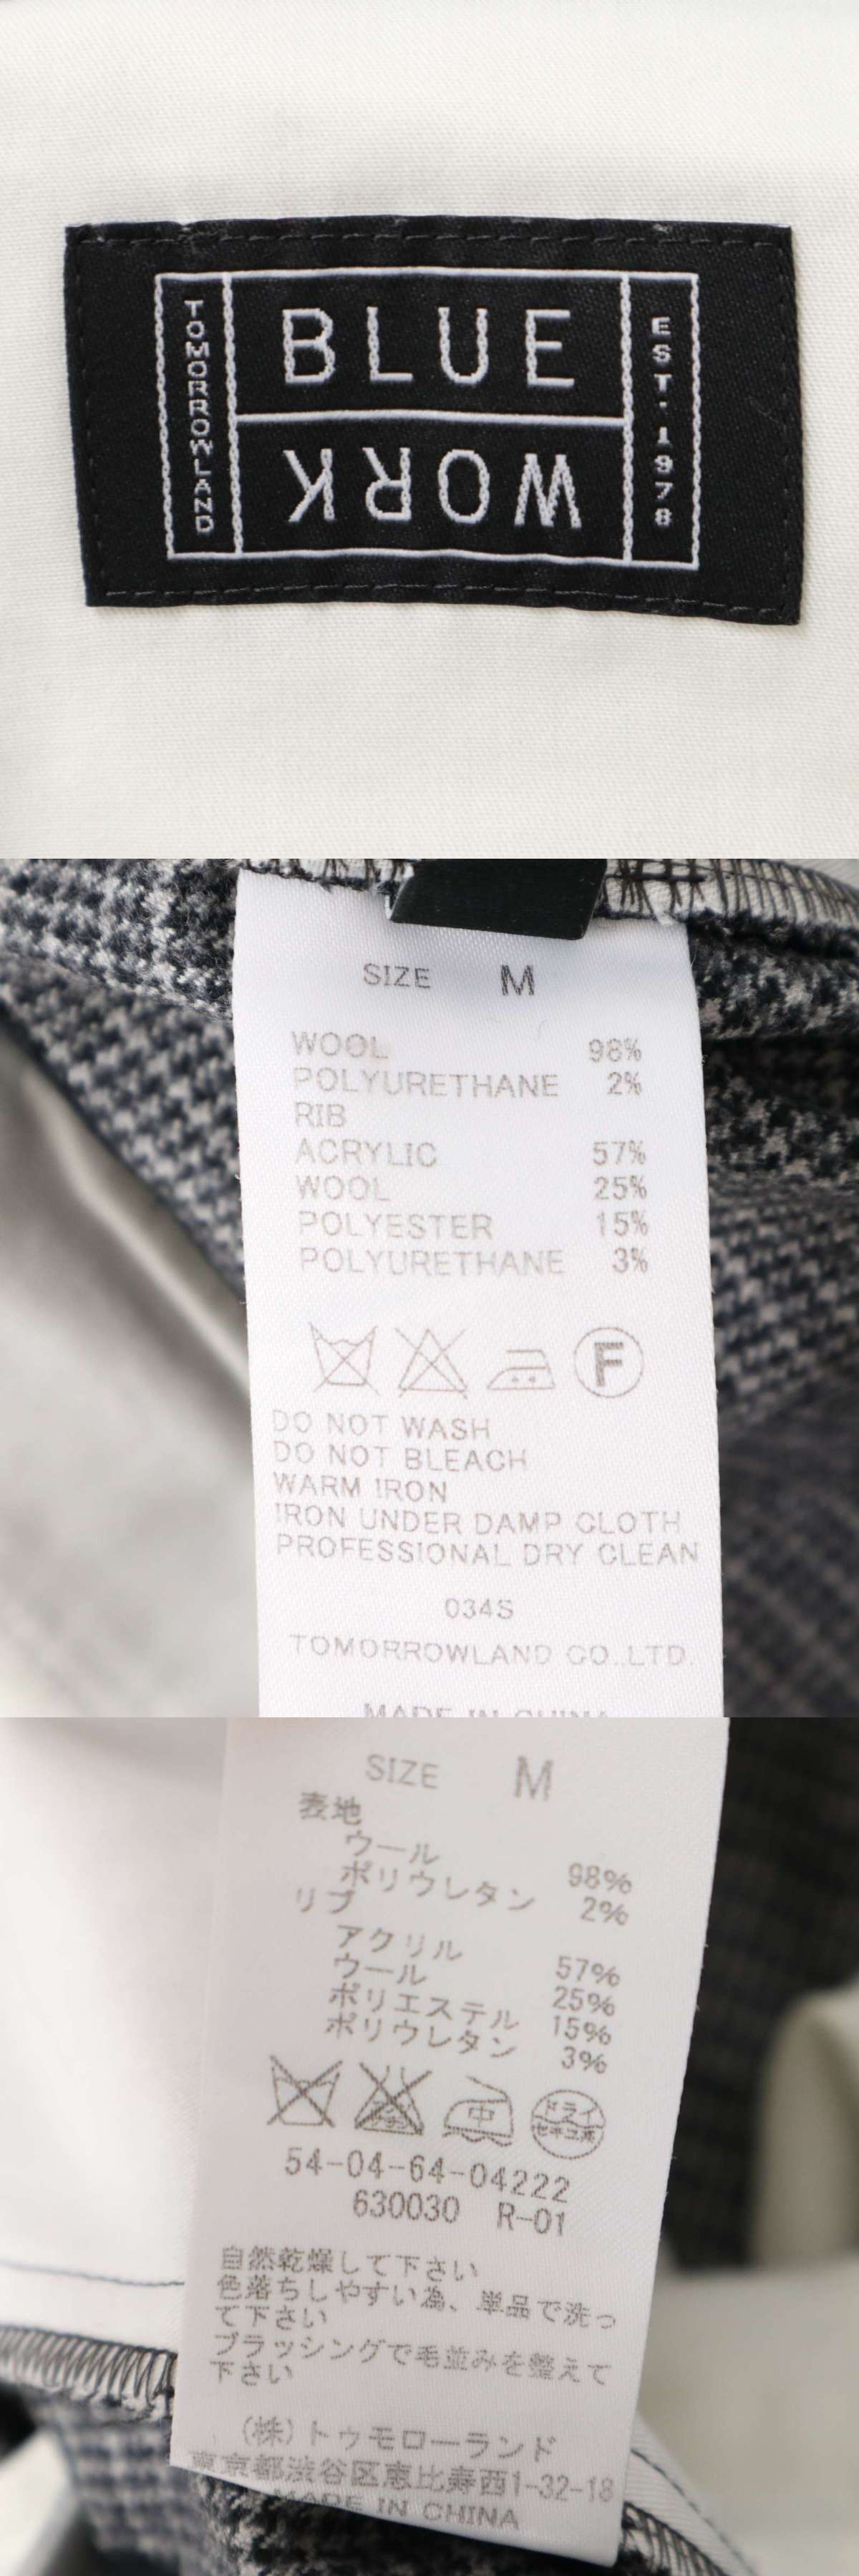 TOMORROWLAND
BLUE
WORK
EST·1978
SIZE M
WOOL 98%
POLYURETHANE 2%
RIB
ACRYLIC 57%
WOOL 25%
POLYESTER 15%
POLYURETHANE 3%
F
DO NOT WASH
DO NOT BLEACH
WARM IRON
IRON UNDER DAMP CLOTH
PROFESSIONAL DRY CLEAN
034S
TOMORROWLAND CO.,LTD.
MADE IN CHINA
SIZE M
表地
ウール 98%
ポリウレタン 2%
リブ
アクリル 57%
ウール 25%
ポリエステル 15%
ポリウレタン 3%
中 ドライ
セキユ系
54-04-64-04222
630030 R-01
自然乾燥して下さい
色落ちしやすい為、単品で洗っ
て下さい
ブラッシングで毛並みを整えて
下さい
(株)トゥモローランド
東京都渋谷区恵比寿西1-32-18
MADE IN CHINA